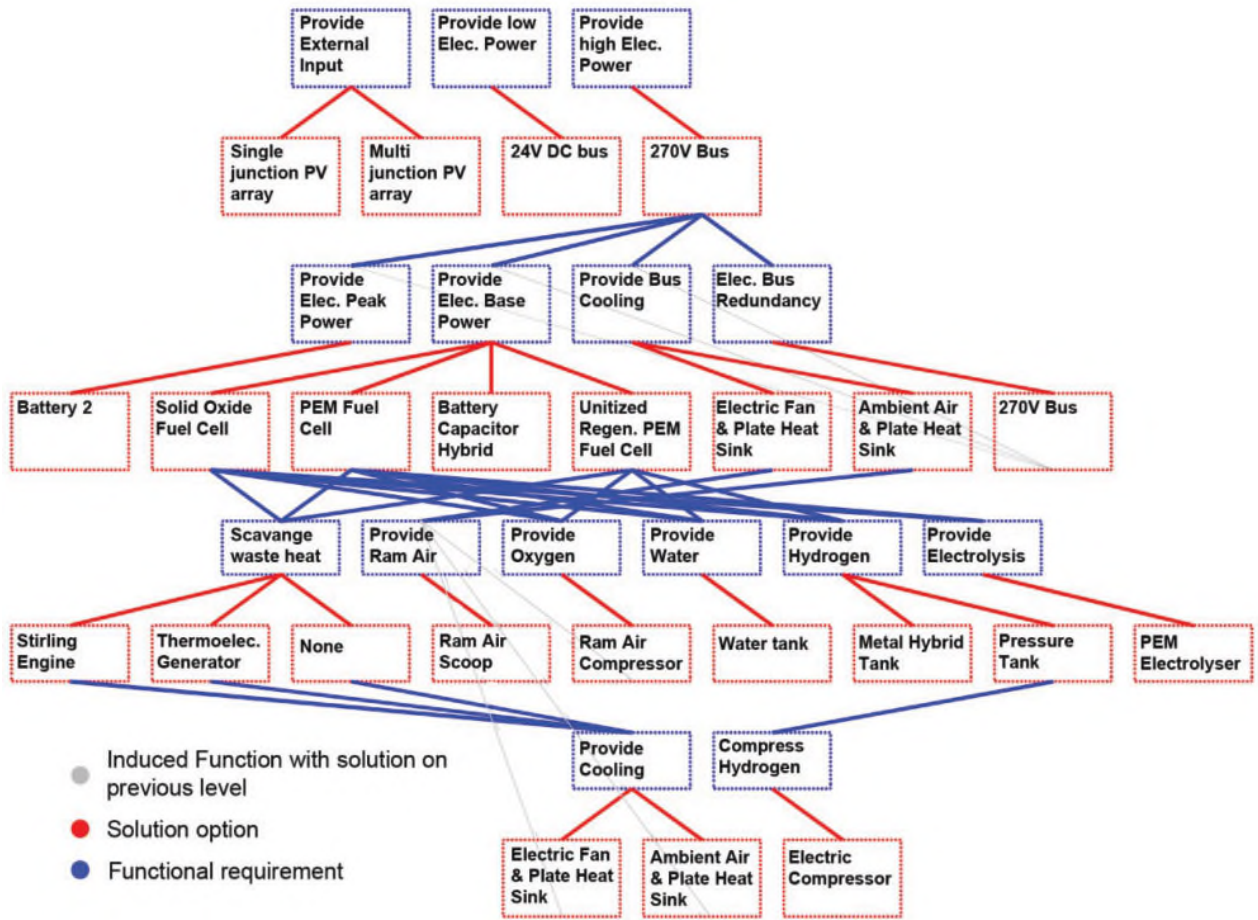 Provide
External
Input
Provide low
Elec. Power
Provide
high Elec.
Power
Single
junction PV
array
Multi
junction PV
array
24V DC bus
270V Bus
Provide
Elec. Peak
Power
Provide
Elec. Base
Power
Provide Bus
Cooling
Elec. Bus
Redundancy
Battery 2
Solid Oxide
Fuel Cell
PEM Fuel
Cell
Battery
Capacitor
Hybrid
Unitized
Regen. PEM
Fuel Cell
Electric Fan
& Plate Heat
Sink
Ambient Air
& Plate Heat
Sink
270V Bus
Scavange
waste heat
Provide
Ram Air
Provide
Oxygen
Provide
Water
Provide
Hydrogen
Provide
Electrolysis
Stirling
Engine
Thermoelec.
Generator
None
Ram Air
Scoop
Ram Air
Compressor
Water tank
Metal Hybrid
Tank
Pressure
Tank
PEM
Electrolyser
Provide
Cooling
Compress
Hydrogen
Induced Function with solution on
previous level
Solution option
Functional requirement
Electric Fan
& Plate Heat
Sink
Ambient Air
& Plate Heat
Sink
Electric
Compressor